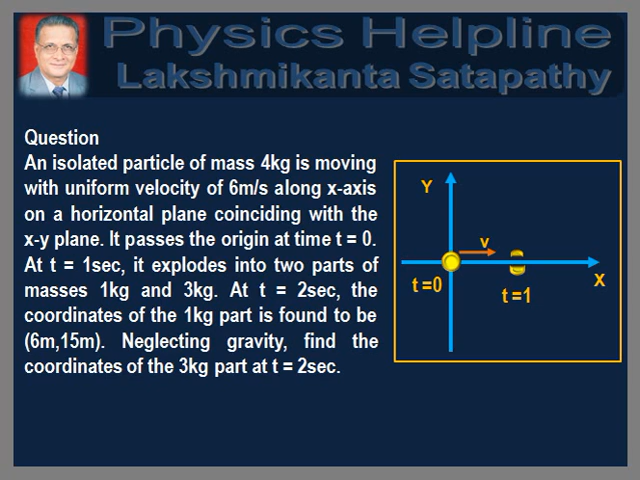 Physics Helpline
Lakshmikanta Satapathy
Question
An isolated particle of mass 4kg is moving
with uniform velocity of 6m/s along x-axis
on a horizontal plane coinciding with the
x-y plane. It passes the origin at time t = 0.
At t = 1sec, it explodes into two parts of
masses 1kg and 3kg. At t = 2sec, the
coordinates of the 1kg part is found to be
(6m,15m). Neglecting gravity, find the
coordinates of the 3kg part at t = 2sec.
Y
v
X
t =0
t =1